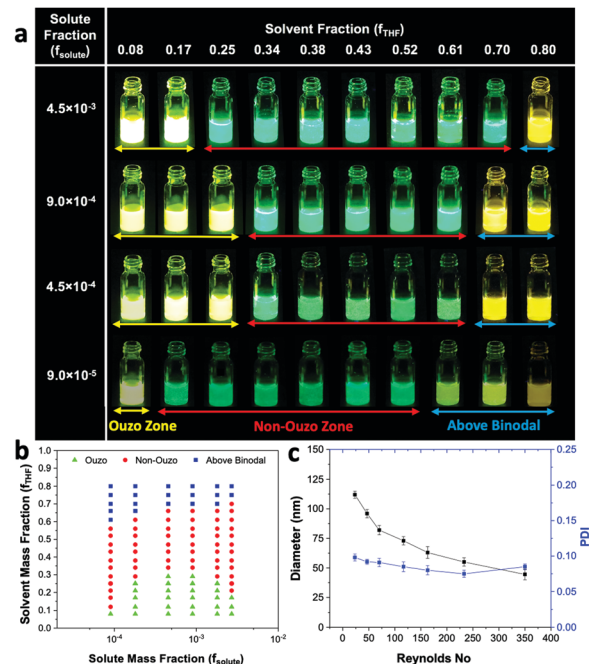 a
Solute Fraction (fsolute)
Solvent Fraction (fTHF)
0.08 0.17 0.25 0.34 0.38 0.43 0.52 0.61 0.70 0.80
4.5×10-3
9.0×10-4
4.5×10-4
9.0×10-5
Ouzo Zone Non-Ouzo Zone Above Binodal
b
Ouzo Non-Ouzo Above Binodal
Solvent Mass Fraction (fTHF)
1.0
0.9
0.8
0.7
0.6
0.5
0.4
0.3
0.2
0.1
0.0
10-4 10-3 10-2
Solute Mass Fraction (fsolute)
c
Diameter (nm)
150
125
100
75
50
25
0
0.25
0.20
0.15
0.10
0.05
0.00
PDI
0 50 100 150 200 250 300 350 400
Reynolds No